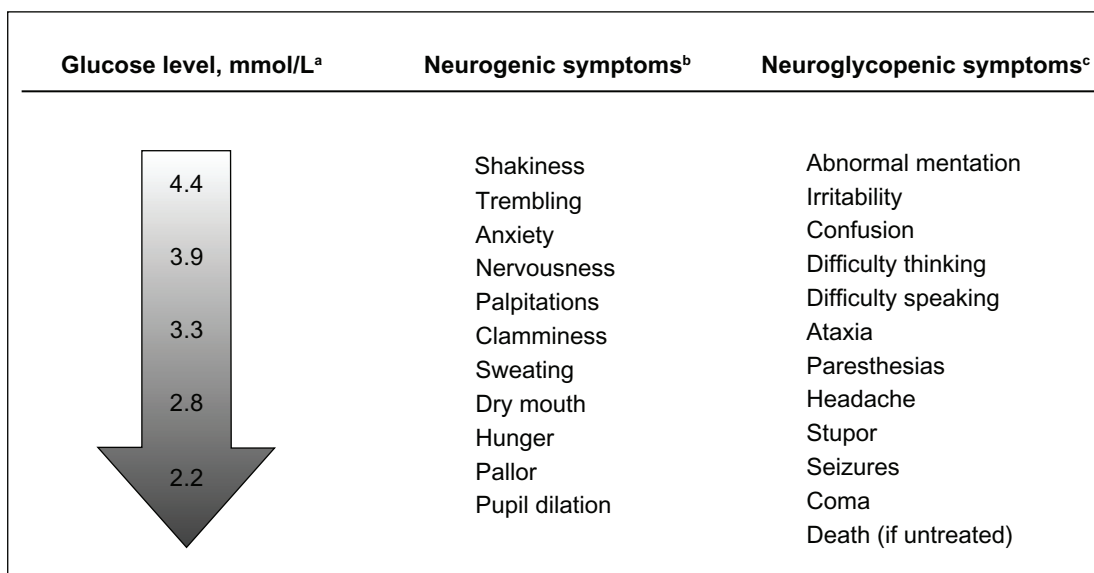 Glucose level, mmol/Lᵃ Neurogenic symptomsᵇ Neuroglycopenic symptomsᶜ
4.4
3.9
3.3
2.8
2.2
Shakiness
Trembling
Anxiety
Nervousness
Palpitations
Clamminess
Sweating
Dry mouth
Hunger
Pallor
Pupil dilation
Abnormal mentation
Irritability
Confusion
Difficulty thinking
Difficulty speaking
Ataxia
Paresthesias
Headache
Stupor
Seizures
Coma
Death (if untreated)